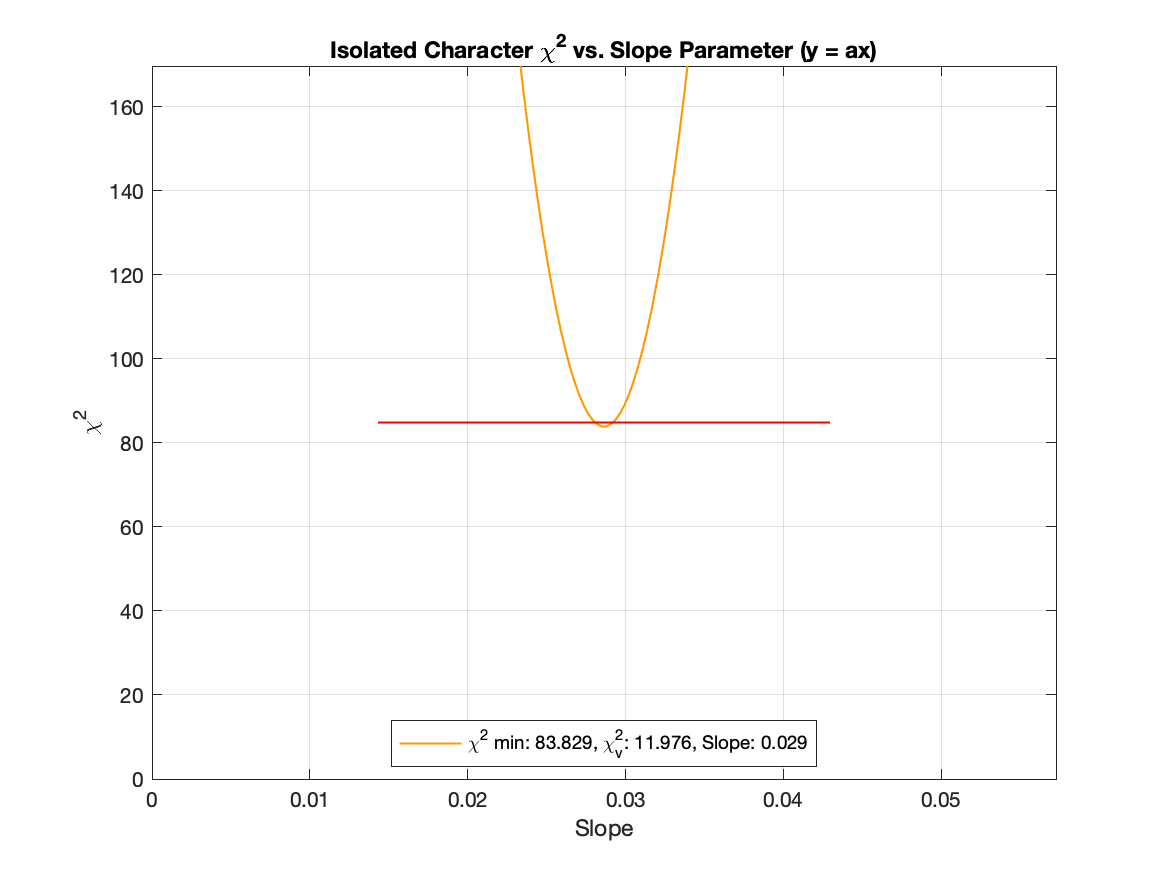 Isolated Character χ² vs. Slope Parameter (y = ax)
χ²
160
140
120
100
80
60
40
20
0
χ² min: 83.829, χ²ᵥ: 11.976, Slope: 0.029
0 0.01 0.02 0.03 0.04 0.05
Slope